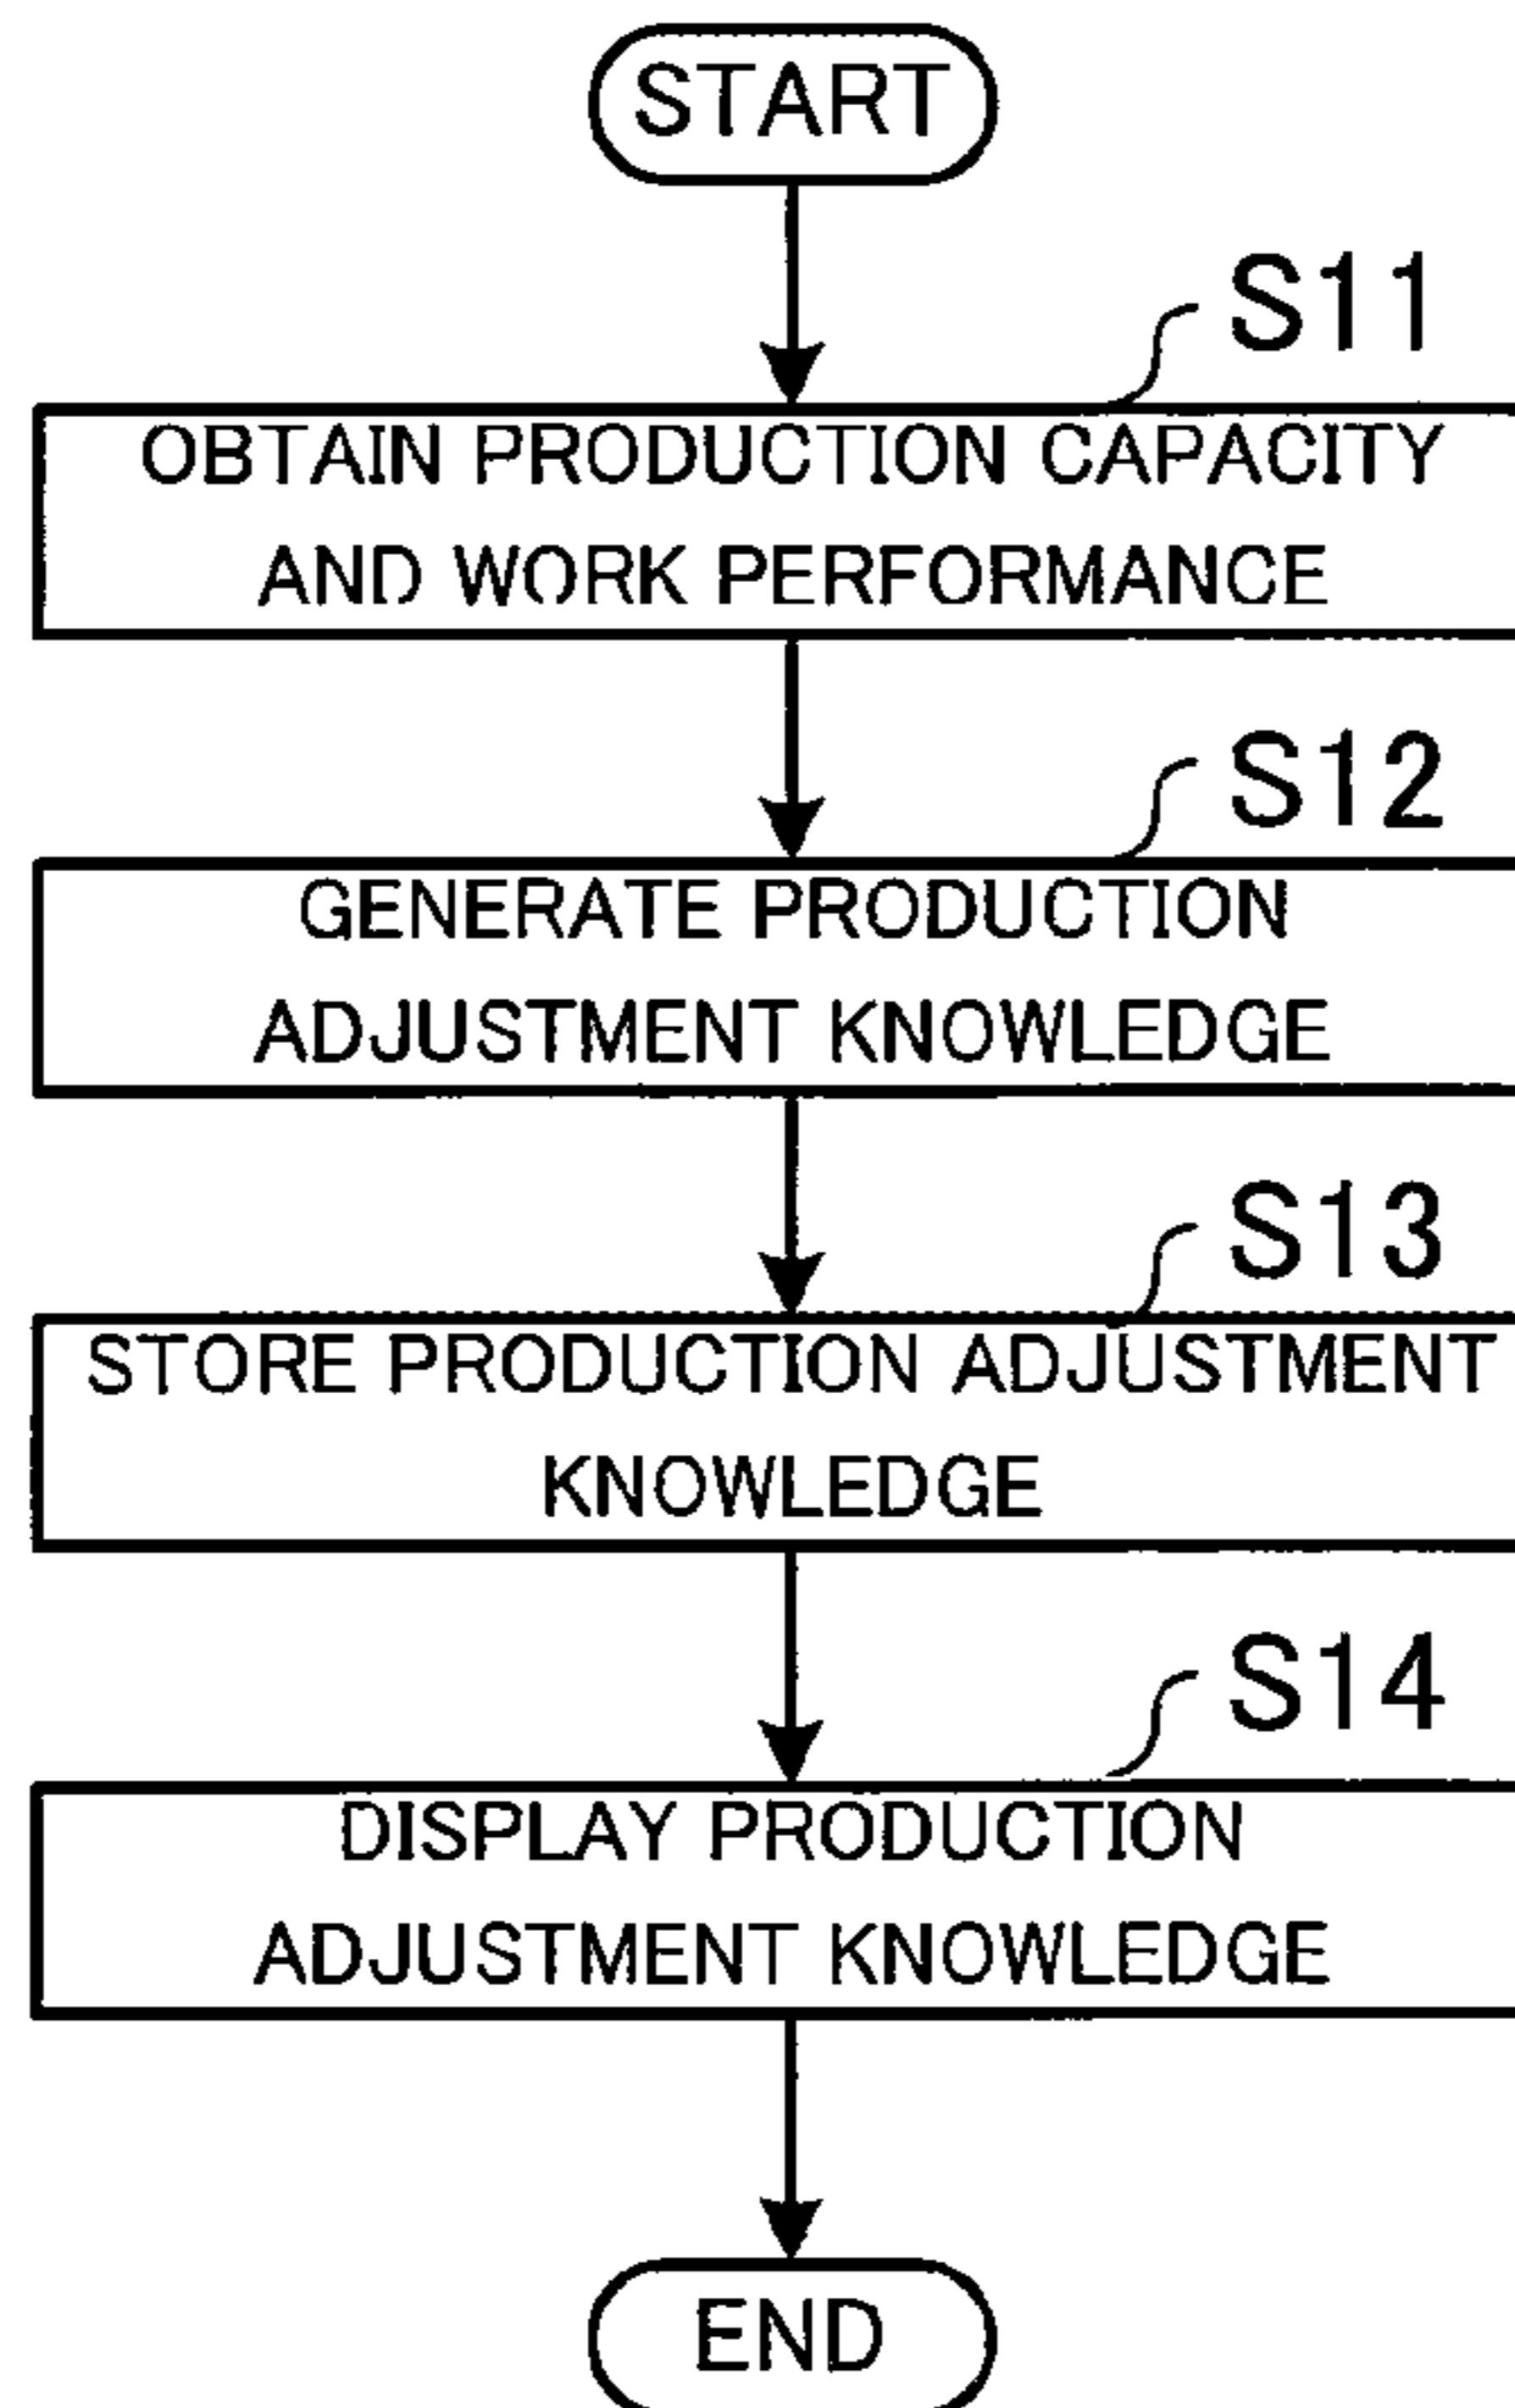 START
S11
OBTAIN PRODUCTION CAPACITY
AND WORK PERFORMANCE
S12
GENERATE PRODUCTION
ADJUSTMENT KNOWLEDGE
S13
STORE PRODUCTION ADJUSTMENT
KNOWLEDGE
S14
DISPLAY PRODUCTION
ADJUSTMENT KNOWLEDGE
END